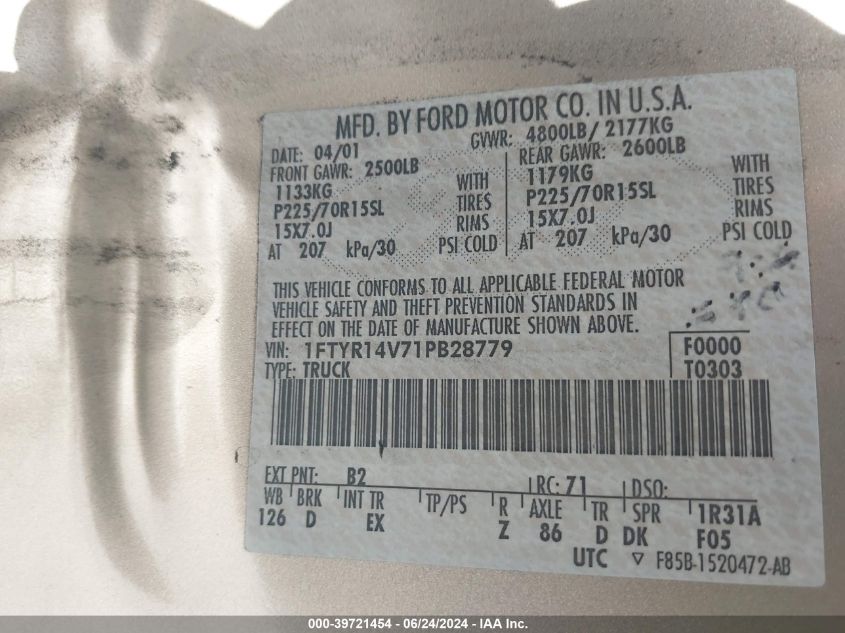 MFD. BY FORD MOTOR CO. IN U.S.A.
DATE: 04/01 GVWR: 4800LB/ 2177KG
FRONT GAWR: 2500LB REAR GAWR: 2600LB
1133KG WITH 1179KG WITH
P225/70R15SL TIRES P225/70R15SL TIRES
15X7.0J RIMS 15X7.0J RIMS
AT 207 kPa/30 PSI COLD AT 207 kPa/30 PSI COLD
THIS VEHICLE CONFORMS TO ALL APPLICABLE FEDERAL MOTOR
VEHICLE SAFETY AND THEFT PREVENTION STANDARDS IN
EFFECT ON THE DATE OF MANUFACTURE SHOWN ABOVE.
VIN: 1FTYR14V71PB28779 F0000
TYPE: TRUCK T0303
EXT PNT: B2 RC: 71 DSO:
WB BRK INT TR TP/PS R AXLE TR SPR 1R31A
126 D EX Z 86 D DK F05
UTC ▽ F85B-1520472-AB
000-39721454 - 06/24/2024 - IAA Inc.